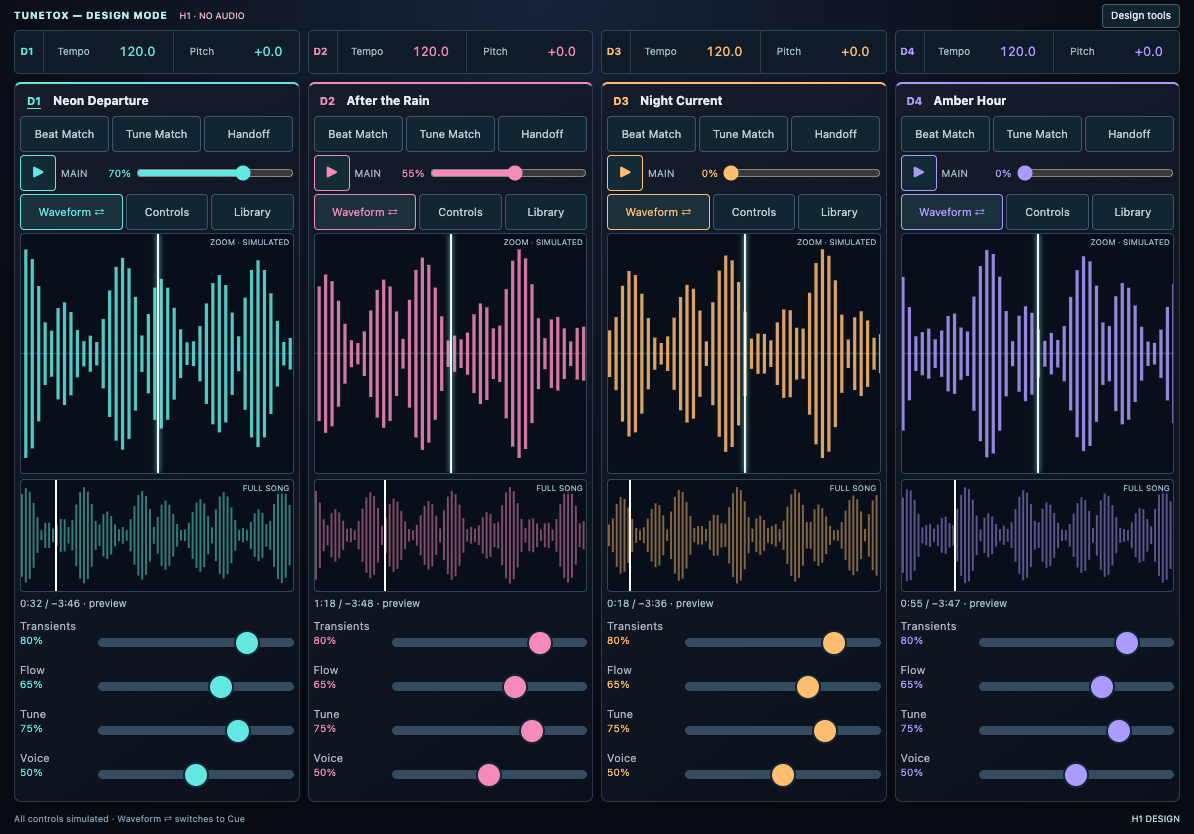 TUNETOX — DESIGN MODE H1 · NO AUDIO Design tools
D1 Tempo 120.0 Pitch +0.0
D2 Tempo 120.0 Pitch +0.0
D3 Tempo 120.0 Pitch +0.0
D4 Tempo 120.0 Pitch +0.0
D1 Neon Departure
Beat Match Tune Match Handoff
MAIN 70%
Waveform ⇄ Controls Library
ZOOM · SIMULATED
FULL SONG
0:32 / −3:46 · preview
Transients
80%
Flow
65%
Tune
75%
Voice
50%
D2 After the Rain
Beat Match Tune Match Handoff
MAIN 55%
Waveform ⇄ Controls Library
ZOOM · SIMULATED
FULL SONG
1:18 / −3:48 · preview
Transients
80%
Flow
65%
Tune
75%
Voice
50%
D3 Night Current
Beat Match Tune Match Handoff
MAIN 0%
Waveform ⇄ Controls Library
ZOOM · SIMULATED
FULL SONG
0:18 / −3:36 · preview
Transients
80%
Flow
65%
Tune
75%
Voice
50%
D4 Amber Hour
Beat Match Tune Match Handoff
MAIN 0%
Waveform ⇄ Controls Library
ZOOM · SIMULATED
FULL SONG
0:55 / −3:47 · preview
Transients
80%
Flow
65%
Tune
75%
Voice
50%
All controls simulated · Waveform ⇄ switches to Cue H1 DESIGN